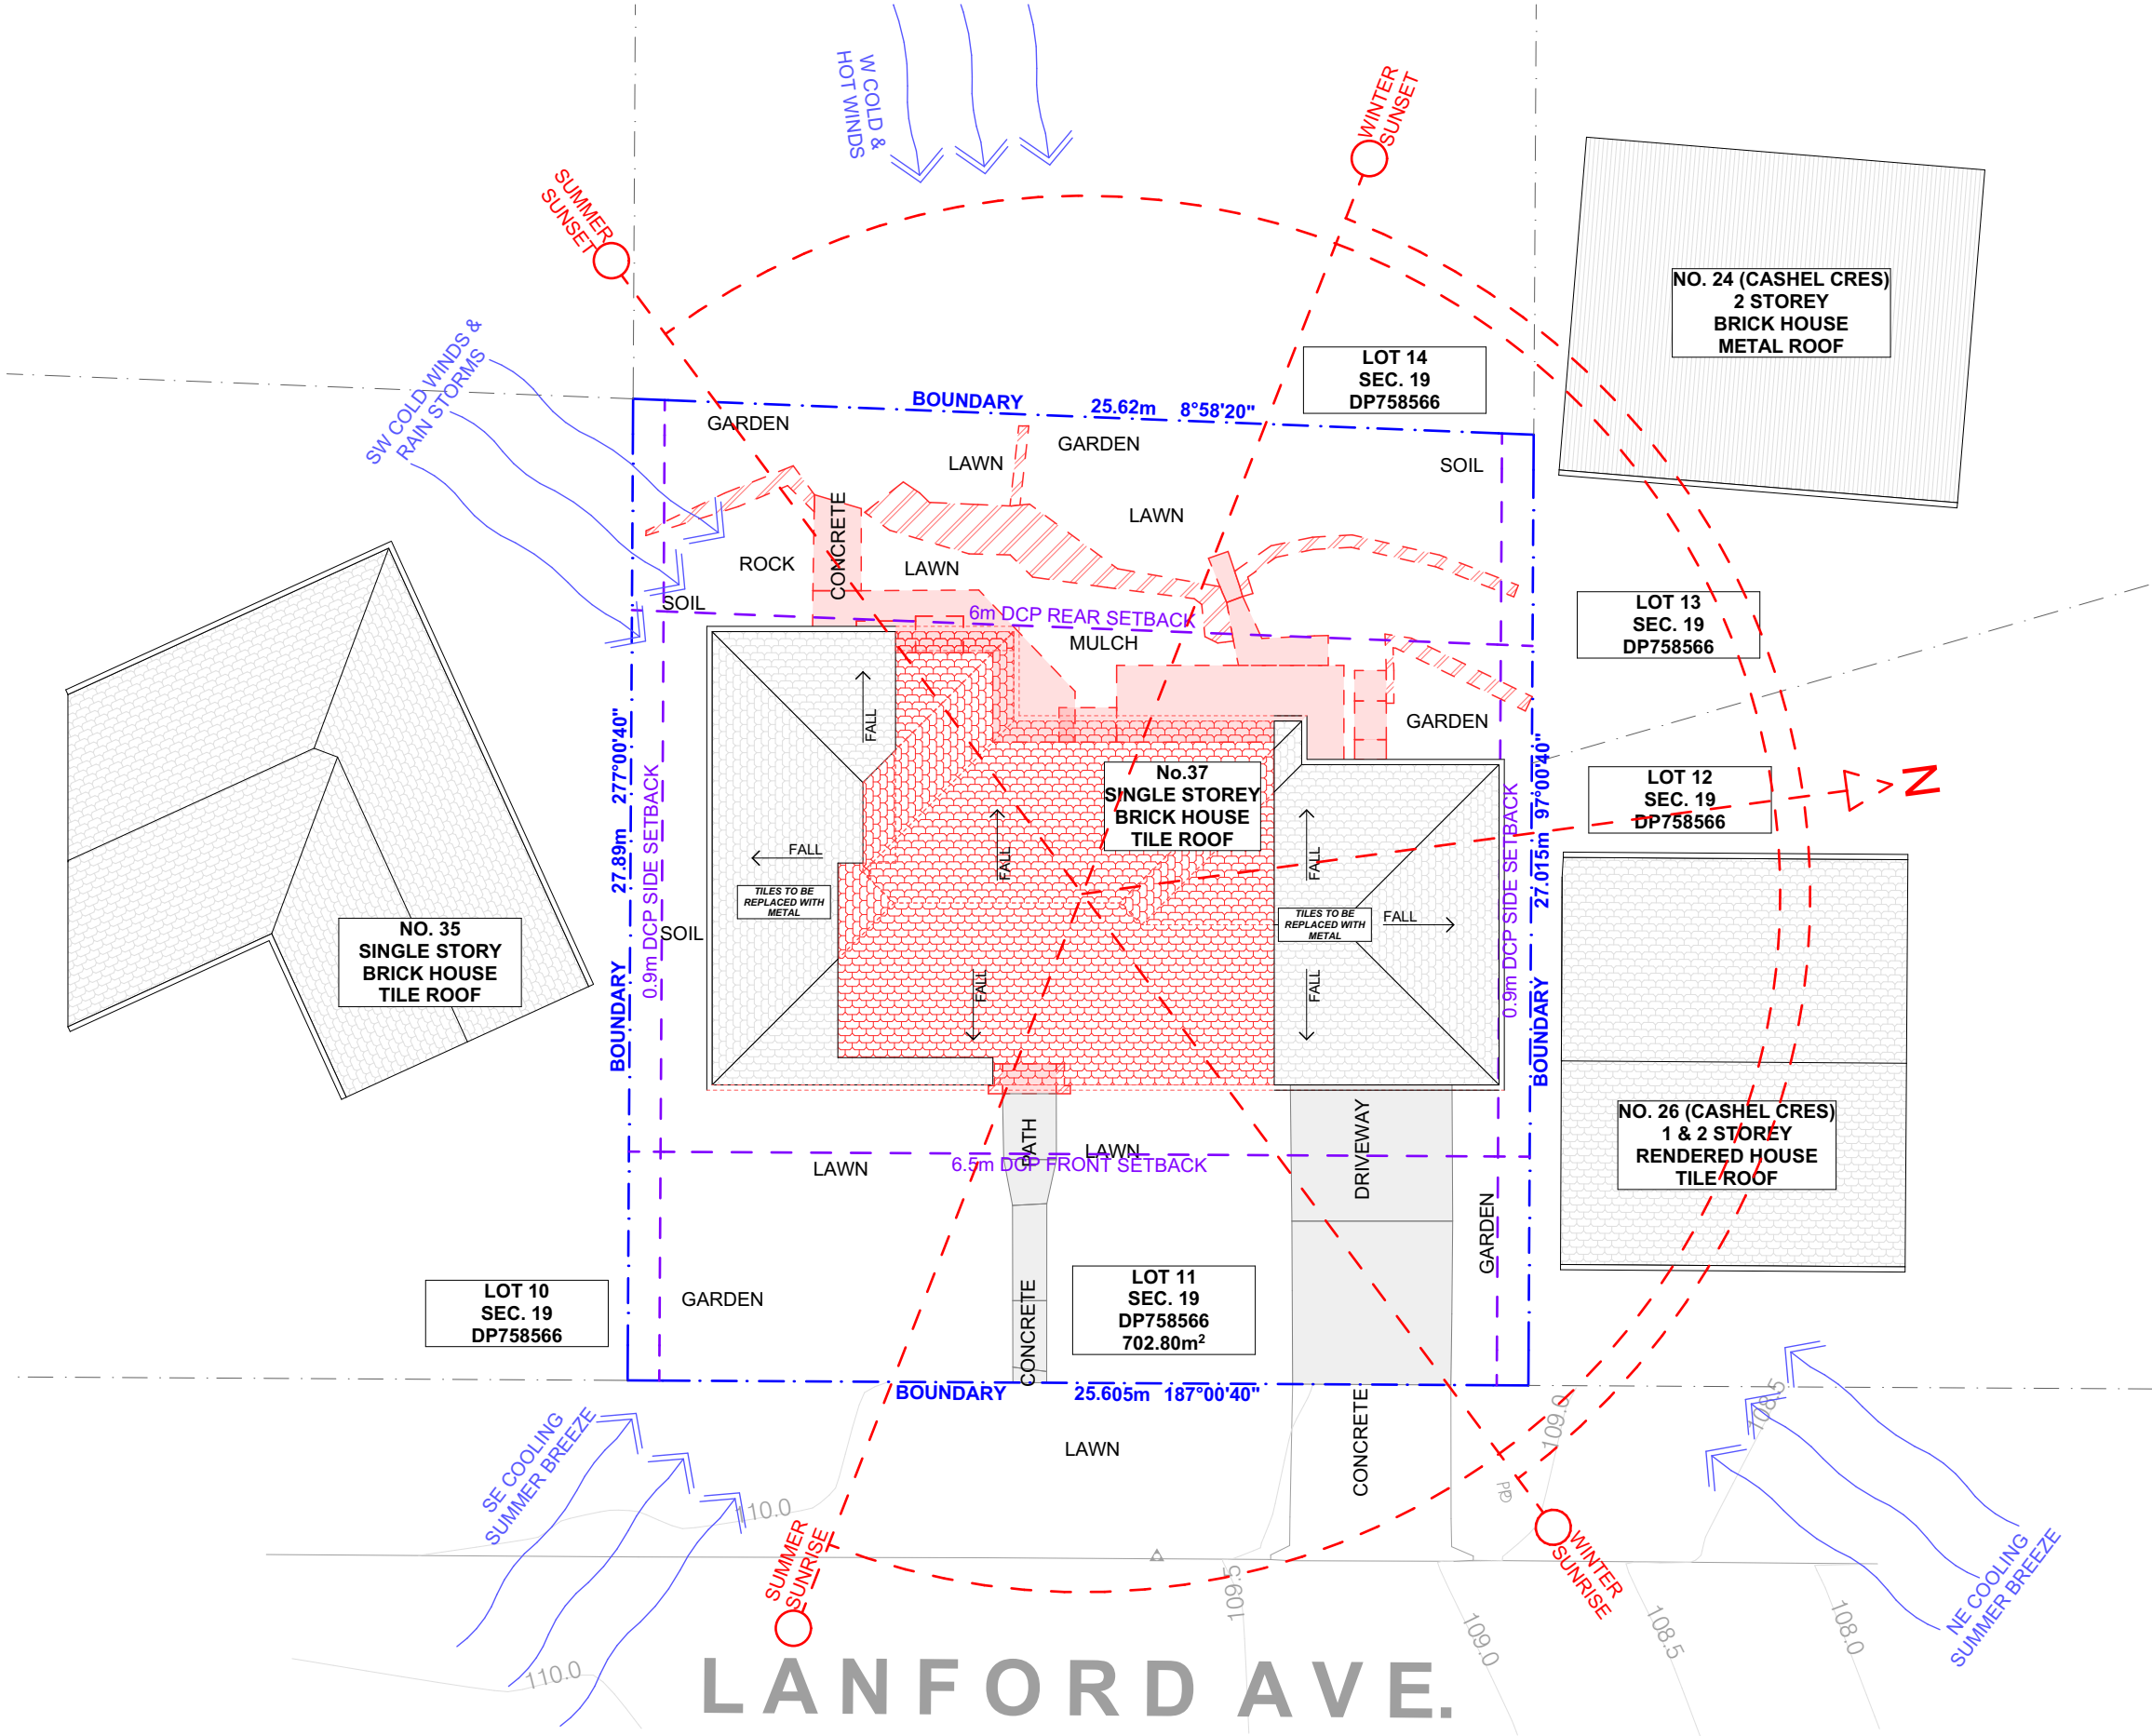 W COLD &
HOT WINDS
WINTER
SUNSET
SUMMER
SUNSET
NO. 24 (CASHEL CRES)
2 STOREY
BRICK HOUSE
METAL ROOF
SW COLD WINDS &
RAIN STORMS
LOT 14
SEC. 19
DP758566
BOUNDARY 25.62m 8°58'20"
GARDEN
GARDEN
LAWN
SOIL
LAWN
CONCRETE
ROCK
LAWN
SOIL
6m DCP REAR SETBACK
MULCH
LOT 13
SEC. 19
DP758566
FALL
GARDEN
No.37
SINGLE STOREY
BRICK HOUSE
TILE ROOF
LOT 12
SEC. 19
DP758566
N
BOUNDARY 27.89m 277°00'40"
0.9m DCP SIDE SETBACK
FALL
FALL
FALL
TILES TO BE
REPLACED WITH
METAL
TILES TO BE
REPLACED WITH
METAL
FALL
0.9m DCP SIDE SETBACK
BOUNDARY 27.015m 97°00'40"
NO. 35
SINGLE STORY
BRICK HOUSE
TILE ROOF
SOIL
FALL
FALL
NO. 26 (CASHEL CRES)
1 & 2 STOREY
RENDERED HOUSE
TILE ROOF
PATH
LAWN
DRIVEWAY
LAWN
6.5m DCP FRONT SETBACK
GARDEN
LOT 10
SEC. 19
DP758566
GARDEN
CONCRETE
LOT 11
SEC. 19
DP758566
702.80m²
BOUNDARY 25.605m 187°00'40"
LAWN
CONCRETE
109.0
108.5
SE COOLING
SUMMER BREEZE
110.0
PP
SUMMER
SUNRISE
WINTER
SUNRISE
NE COOLING
SUMMER BREEZE
109.5
109.0
108.5
108.0
110.0
LANFORD AVE.